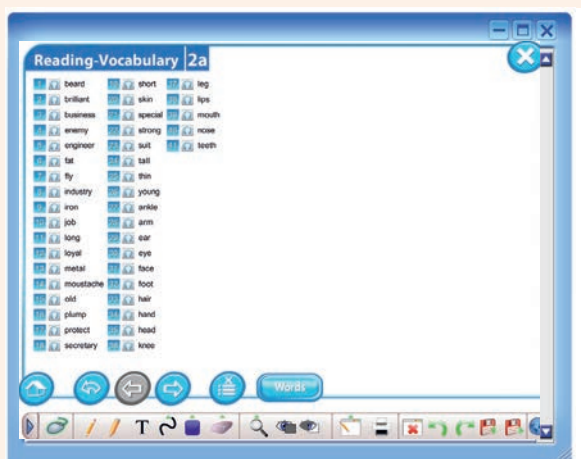 Reading-Vocabulary 2a
beard
brilliant
business
enemy
engineer
fat
fly
industry
iron
job
long
loyal
metal
moustache
old
plump
protect
secretary
short
skin
special
strong
suit
tall
thin
young
ankle
arm
ear
eye
face
foot
hair
hand
head
knee
leg
lips
mouth
nose
teeth
Words
T